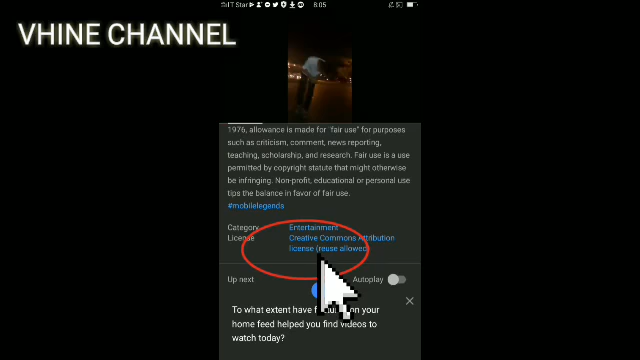 VHINE CHANNEL
8:05
1976, allowance is made for "fair use" for purposes
such as criticism, comment, news reporting,
teaching, scholarship, and research. Fair use is a use
permitted by copyright statute that might otherwise
be infringing. Non-profit, educational or personal use
tips the balance in favor of fair use.
#mobilelegends
Category Entertainment
License Creative Commons Attribution
license (reuse allowed
Up next Autoplay
To what extent have on your
home feed helped you find videos to
watch today?